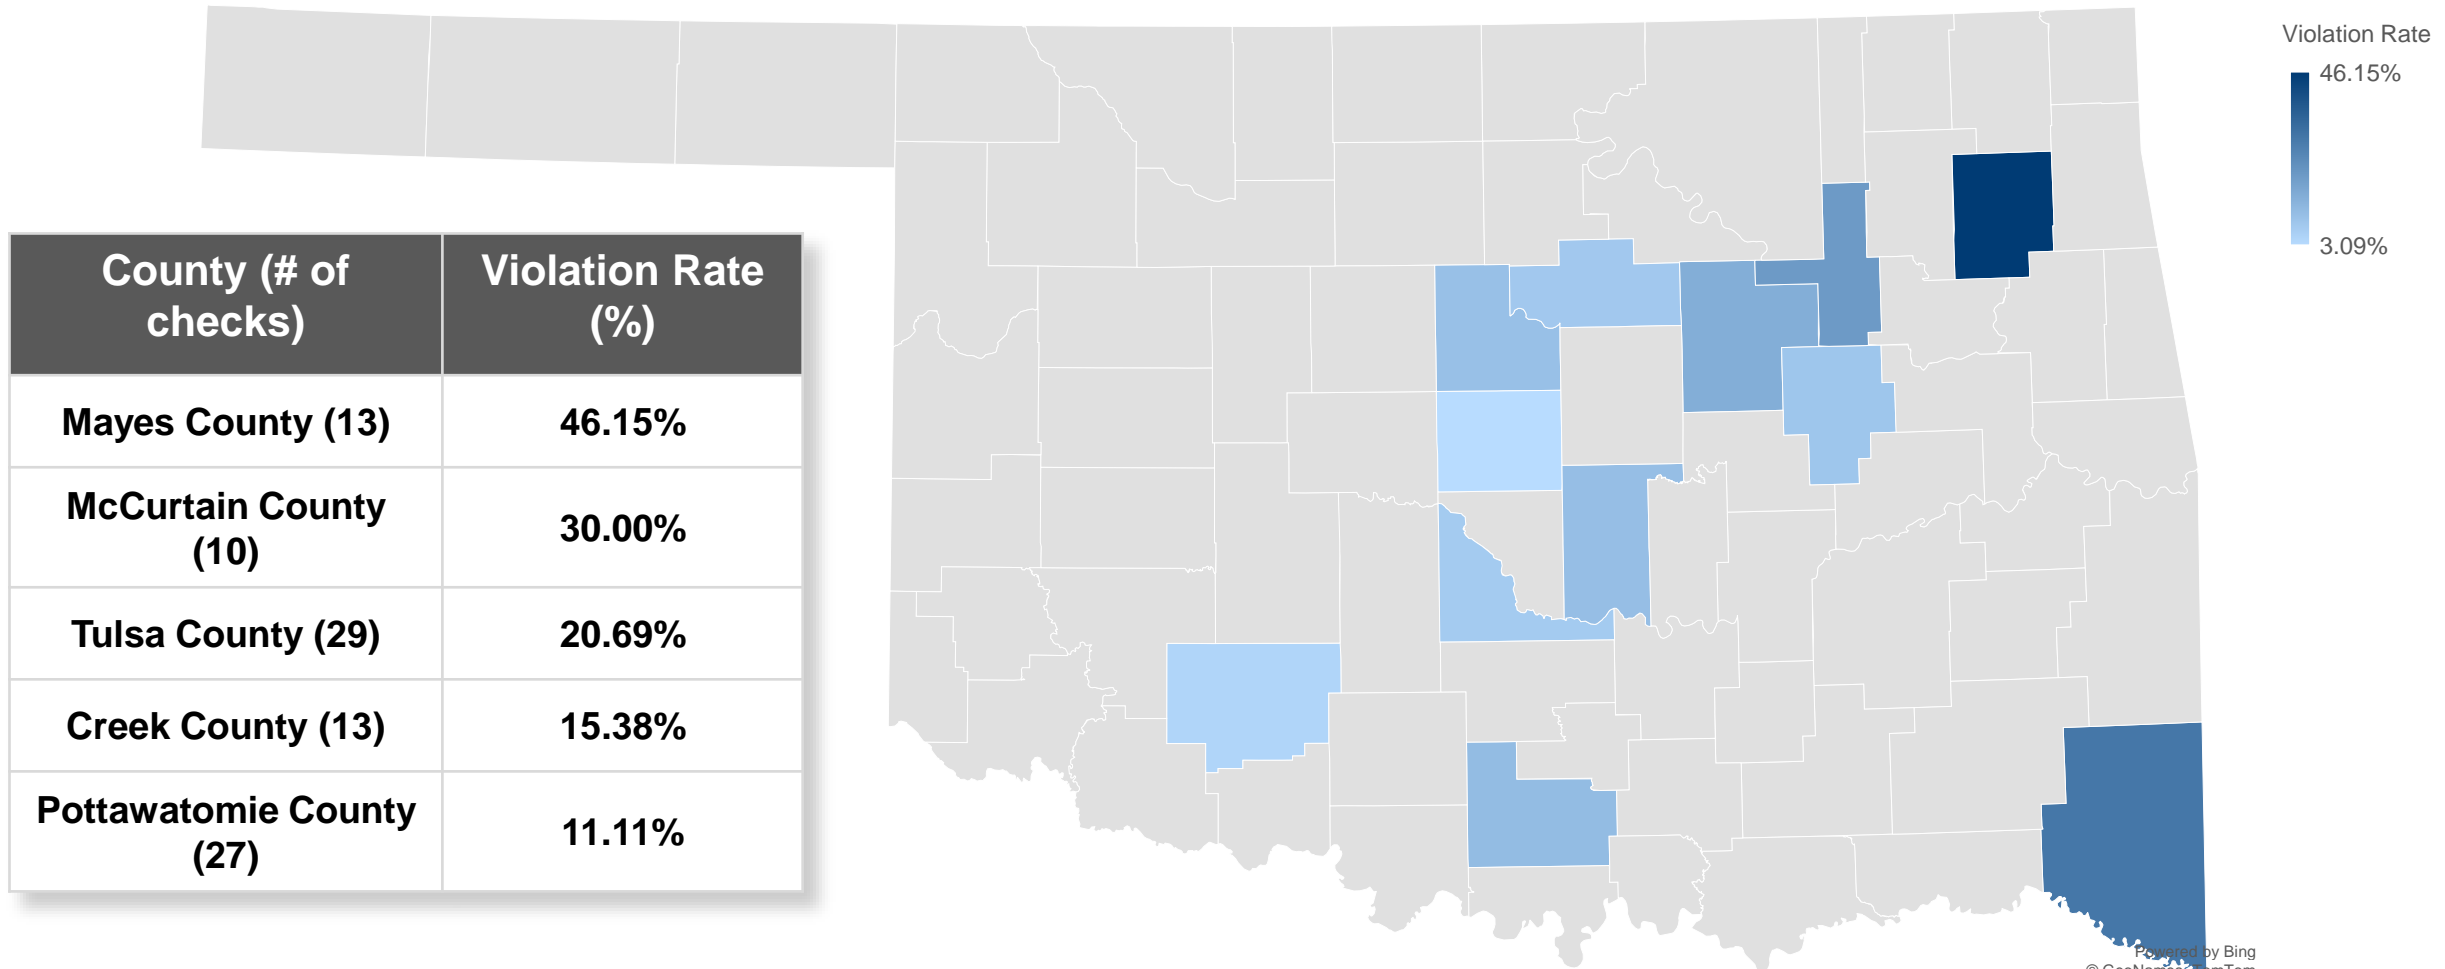 Violation Rate
46.15%
3.09%
County (# of
checks)
Violation Rate
(%)
Mayes County (13)
46.15%
McCurtain County
(10)
30.00%
Tulsa County (29)
20.69%
Creek County (13)
15.38%
Pottawatomie County
(27)
11.11%
Powered by Bing
© GeoNames, TomTom